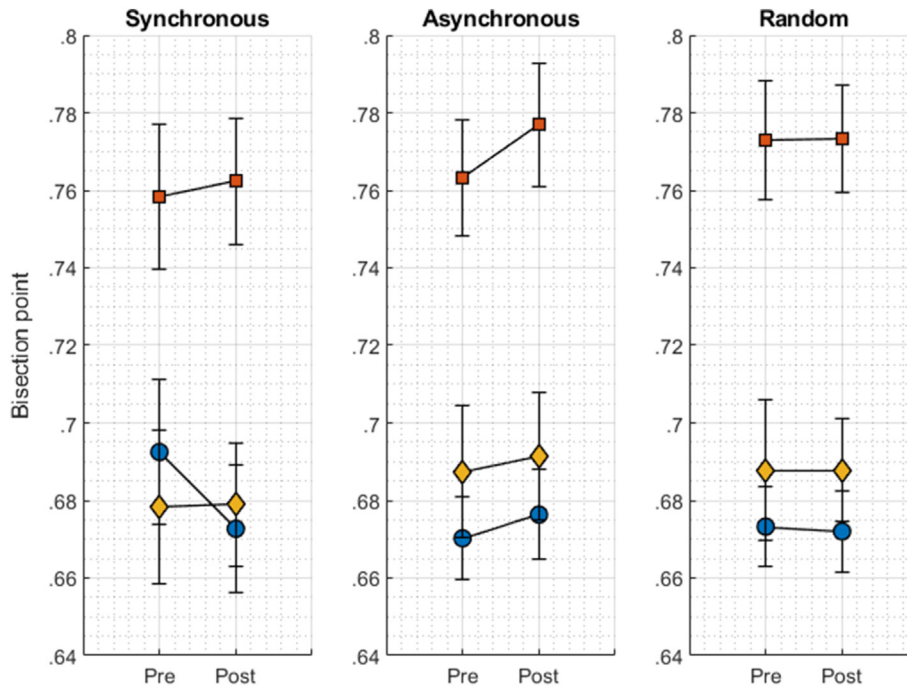 Synchronous
Asynchronous
Random
Bisection point
.8
.78
.76
.74
.72
.7
.68
.66
.64
Pre
Post
.8
.78
.76
.74
.72
.7
.68
.66
.64
Pre
Post
.8
.78
.76
.74
.72
.7
.68
.66
.64
Pre
Post